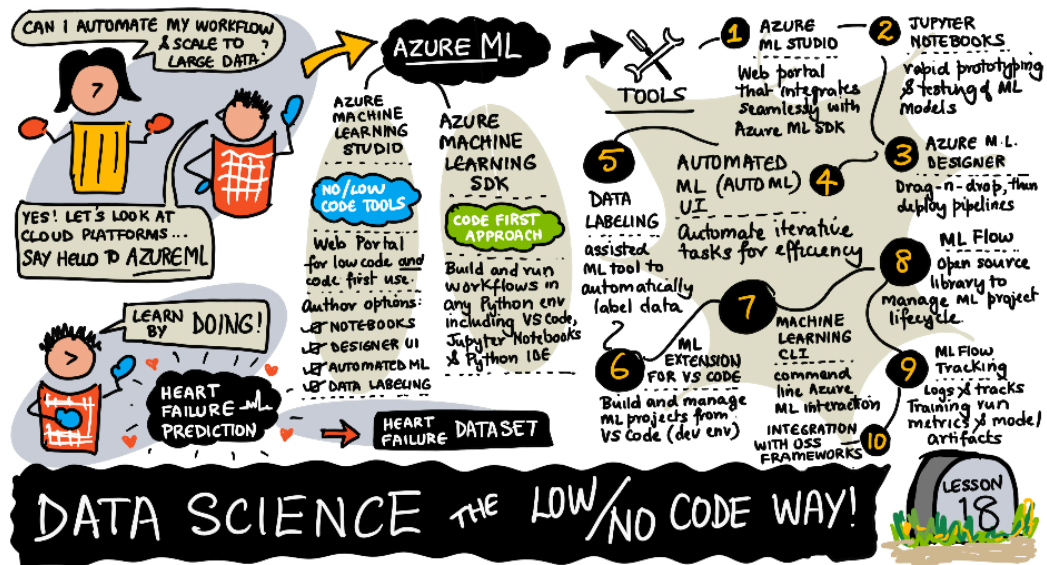 CAN I AUTOMATE MY WORKFLOW
& SCALE TO
LARGE DATA?
YES! LET'S LOOK AT
CLOUD PLATFORMS...
SAY HELLO TO AZUREML
AZURE ML
AZURE
MACHINE
LEARNING
STUDIO
NO/LOW
CODE TOOLS
Web Portal
for low code and
code first use.
Author options:
NOTEBOOKS
DESIGNER UI
AUTOMATED ML
DATA LABELING
AZURE
MACHINE
LEARNING
SDK
CODE FIRST
APPROACH
Build and run
workflows in
any Python env
including VS Code,
Jupyter Notebooks
& Python IDE
LEARN
BY DOING!
HEART
FAILURE
PREDICTION
HEART
FAILURE DATASET
TOOLS
1 AZURE
ML STUDIO
Web portal
that integrates
seamlessly with
Azure ML SDK
2 JUPYTER
NOTEBOOKS
rapid prototyping
& testing of ML
models
3 AZURE M.L.
DESIGNER
Drag-n-drop, then
deploy pipelines
AUTOMATED
ML (AUTO ML) 4
UI
Automate iterative
tasks for efficiency
5
DATA
LABELING
assisted
ML tool to
automatically
label data
6 ML
EXTENSION
FOR VS CODE
Build and manage
ML projects from
VS Code (dev env)
7
MACHINE
LEARNING
CLI
command
line Azure
ML interaction
8 ML FLOW
Open source
library to
manage ML project
lifecycle.
9 ML Flow
Tracking
Logs & tracks
Training run
metrics & model
artifacts
INTEGRATION
WITH OSS
FRAMEWORKS 10
DATA SCIENCE THE LOW/NO CODE WAY!
LESSON
18